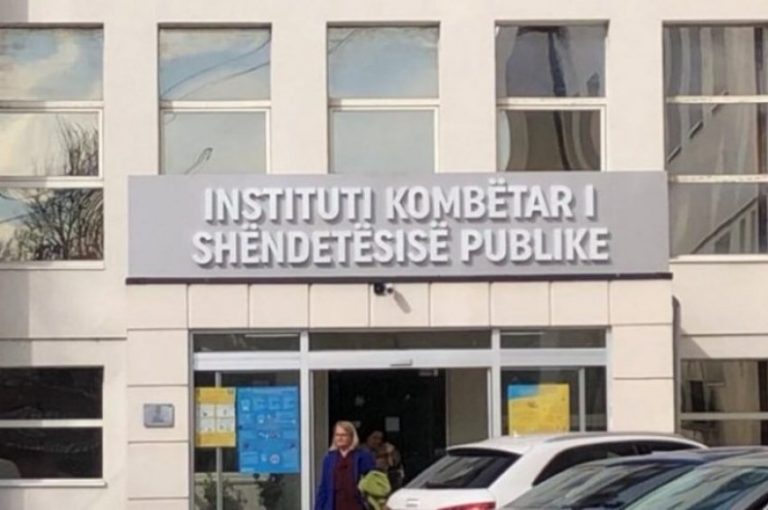 INSTITUTI KOMBËTAR I
SHËNDETËSISË PUBLIKE